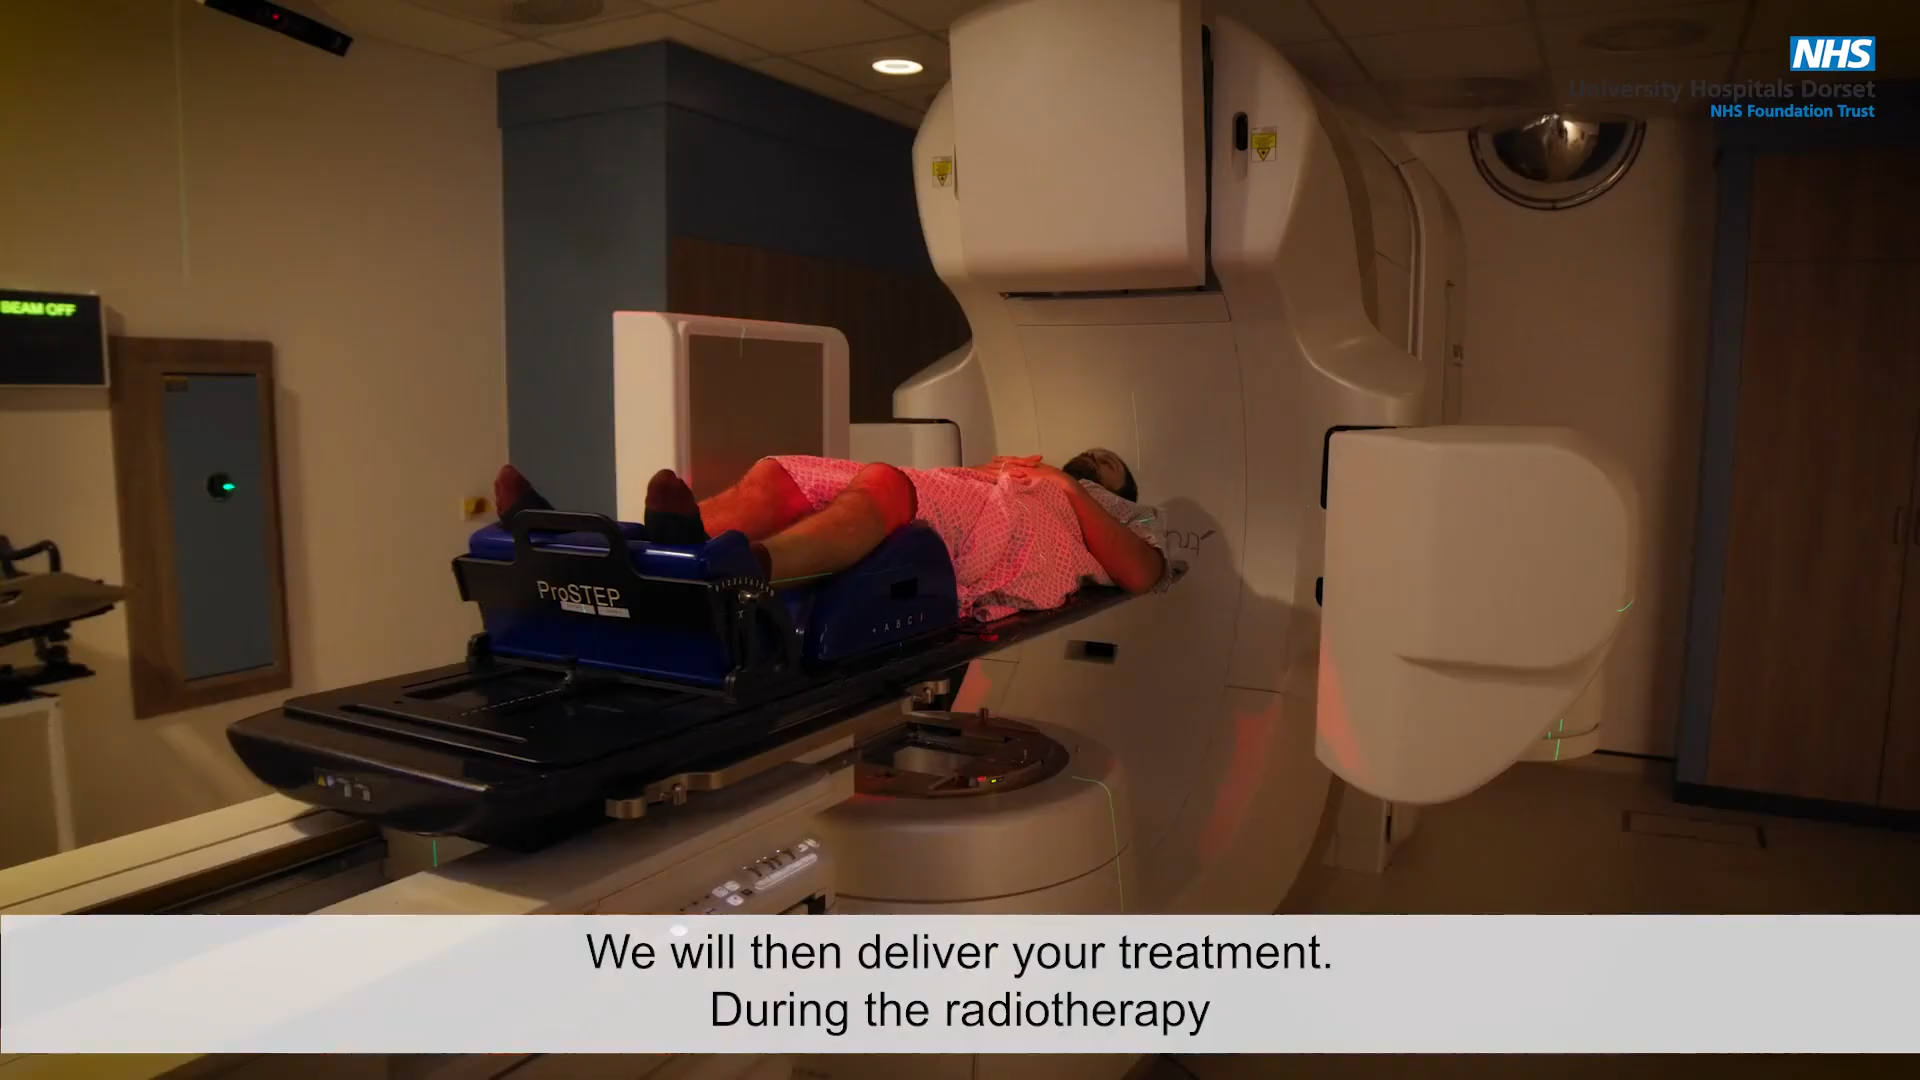 NHS
University Hospitals Dorset
NHS Foundation Trust
BEAM OFF
ProSTEP
+ A B C
We will then deliver your treatment.
During the radiotherapy